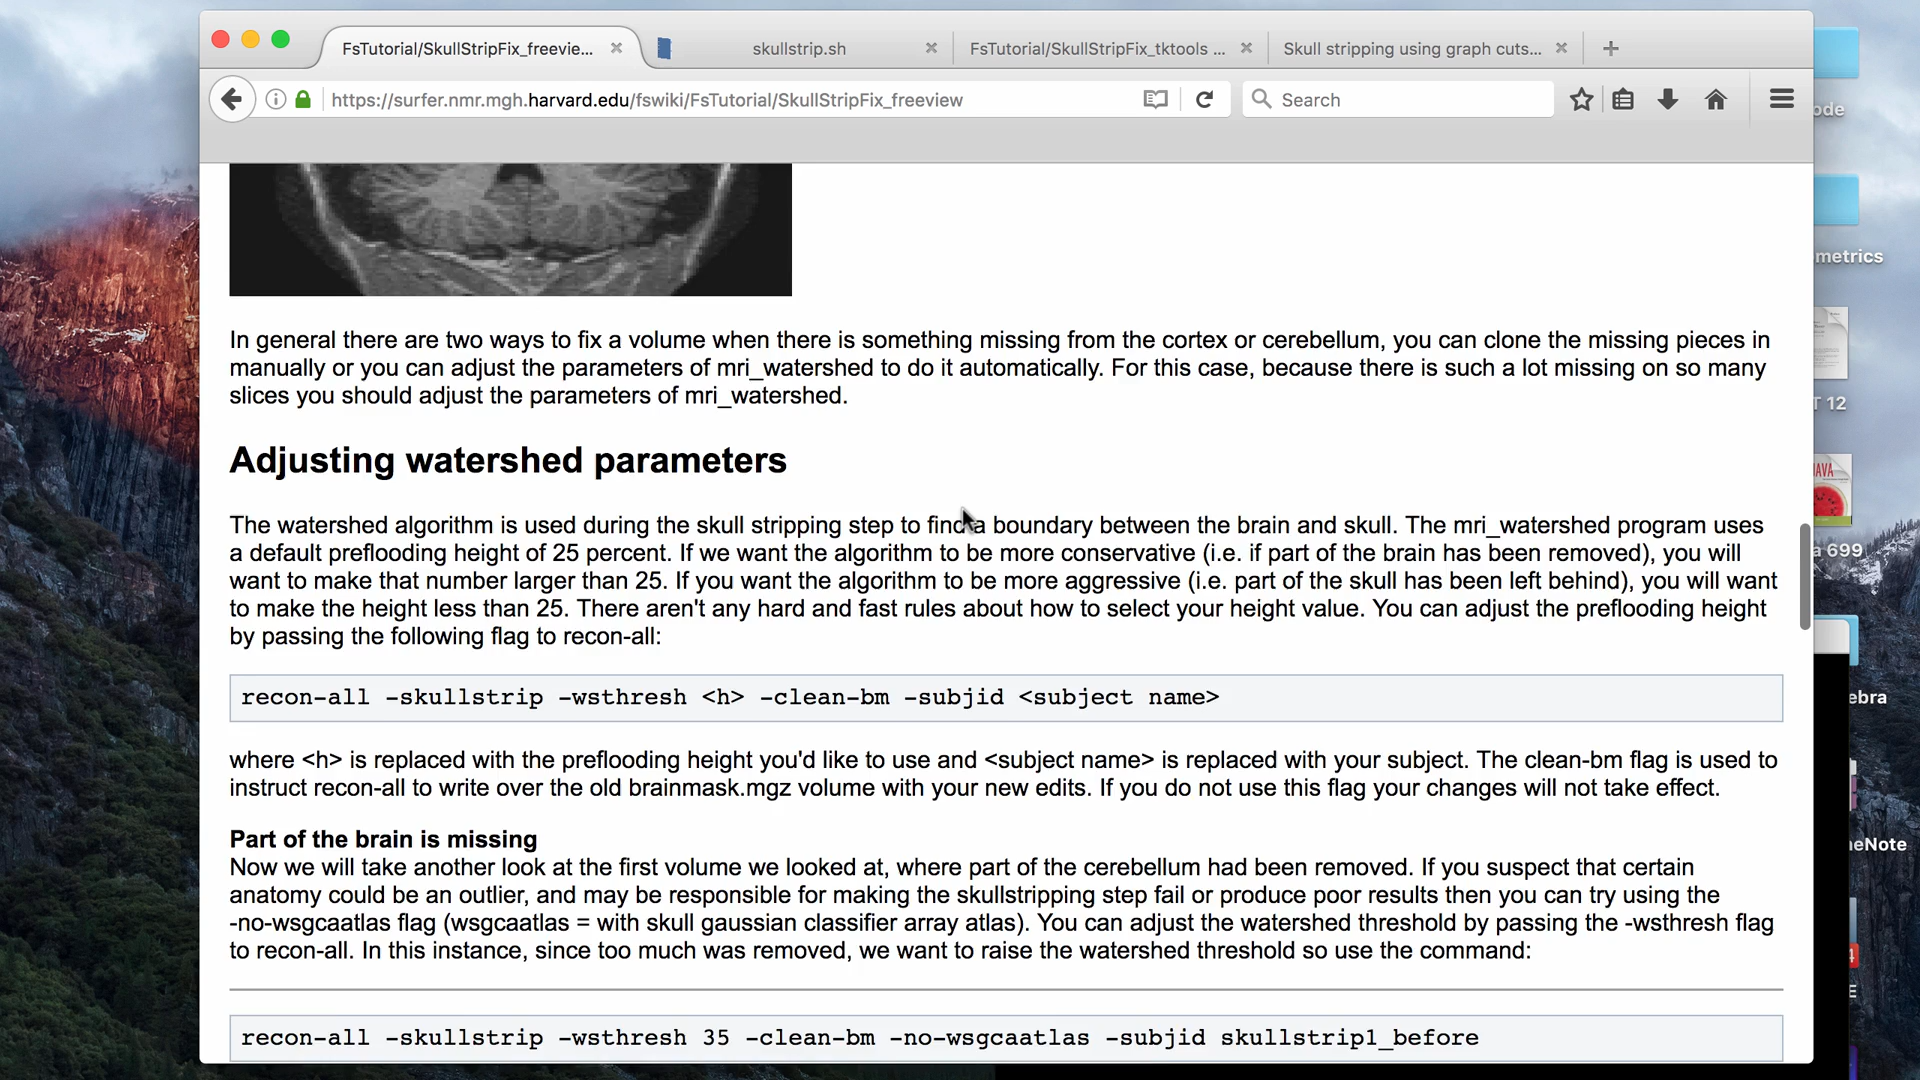 FsTutorial/SkullStripFix_freevie...
skullstrip.sh
FsTutorial/SkullStripFix_tktools ...
Skull stripping using graph cuts...
https://surfer.nmr.mgh.harvard.edu/fswiki/FsTutorial/SkullStripFix_freeview
Search
In general there are two ways to fix a volume when there is something missing from the cortex or cerebellum, you can clone the missing pieces in
manually or you can adjust the parameters of mri_watershed to do it automatically. For this case, because there is such a lot missing on so many
slices you should adjust the parameters of mri_watershed.
Adjusting watershed parameters
The watershed algorithm is used during the skull stripping step to find a boundary between the brain and skull. The mri_watershed program uses
a default preflooding height of 25 percent. If we want the algorithm to be more conservative (i.e. if part of the brain has been removed), you will
want to make that number larger than 25. If you want the algorithm to be more aggressive (i.e. part of the skull has been left behind), you will want
to make the height less than 25. There aren't any hard and fast rules about how to select your height value. You can adjust the preflooding height
by passing the following flag to recon-all:
recon-all -skullstrip -wsthresh <h> -clean-bm -subjid <subject name>
where <h> is replaced with the preflooding height you'd like to use and <subject name> is replaced with your subject. The clean-bm flag is used to
instruct recon-all to write over the old brainmask.mgz volume with your new edits. If you do not use this flag your changes will not take effect.
Part of the brain is missing
Now we will take another look at the first volume we looked at, where part of the cerebellum had been removed. If you suspect that certain
anatomy could be an outlier, and may be responsible for making the skullstripping step fail or produce poor results then you can try using the
-no-wsgcaatlas flag (wsgcaatlas = with skull gaussian classifier array atlas). You can adjust the watershed threshold by passing the -wsthresh flag
to recon-all. In this instance, since too much was removed, we want to raise the watershed threshold so use the command:
recon-all -skullstrip -wsthresh 35 -clean-bm -no-wsgcaatlas -subjid skullstrip1_before
ode
metrics
T 12
AVA
a 699
ebra
eNote
4
E